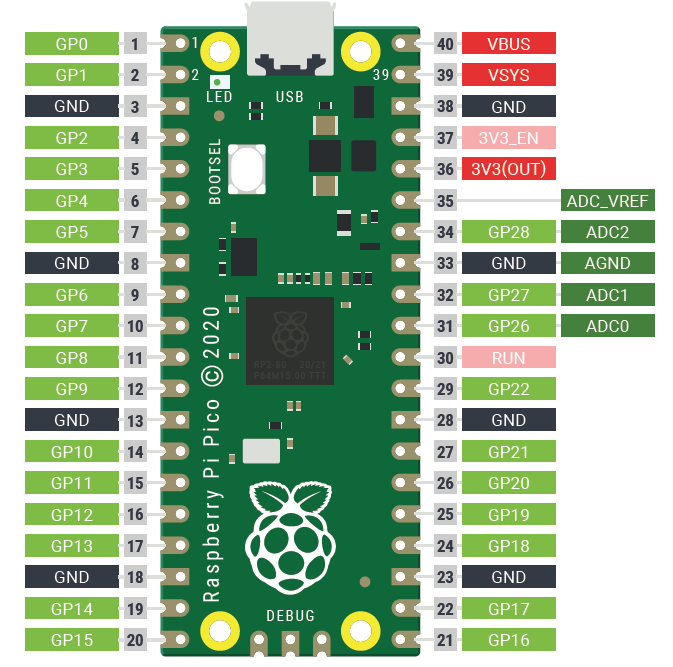 GP0 1 1 40 VBUS
GP1 2 2 39 39 VSYS
GND 3 LED USB 38 GND
GP2 4 37 3V3_EN
GP3 5 BOOTSEL 36 3V3(OUT)
GP4 6 35 ADC_VREF
GP5 7 34 GP28 ADC2
GND 8 33 GND AGND
GP6 9 32 GP27 ADC1
GP7 10 31 GP26 ADC0
GP8 11 30 RUN
RP2-B0 20/21
P64M15.00 TTT
GP9 12 29 GP22
GND 13 28 GND
GP10 14 27 GP21
GP11 15 26 GP20
GP12 16 25 GP19
GP13 17 24 GP18
Raspberry Pi Pico © 2020
GND 18 23 GND
GP14 19 DEBUG 22 GP17
GP15 20 21 GP16